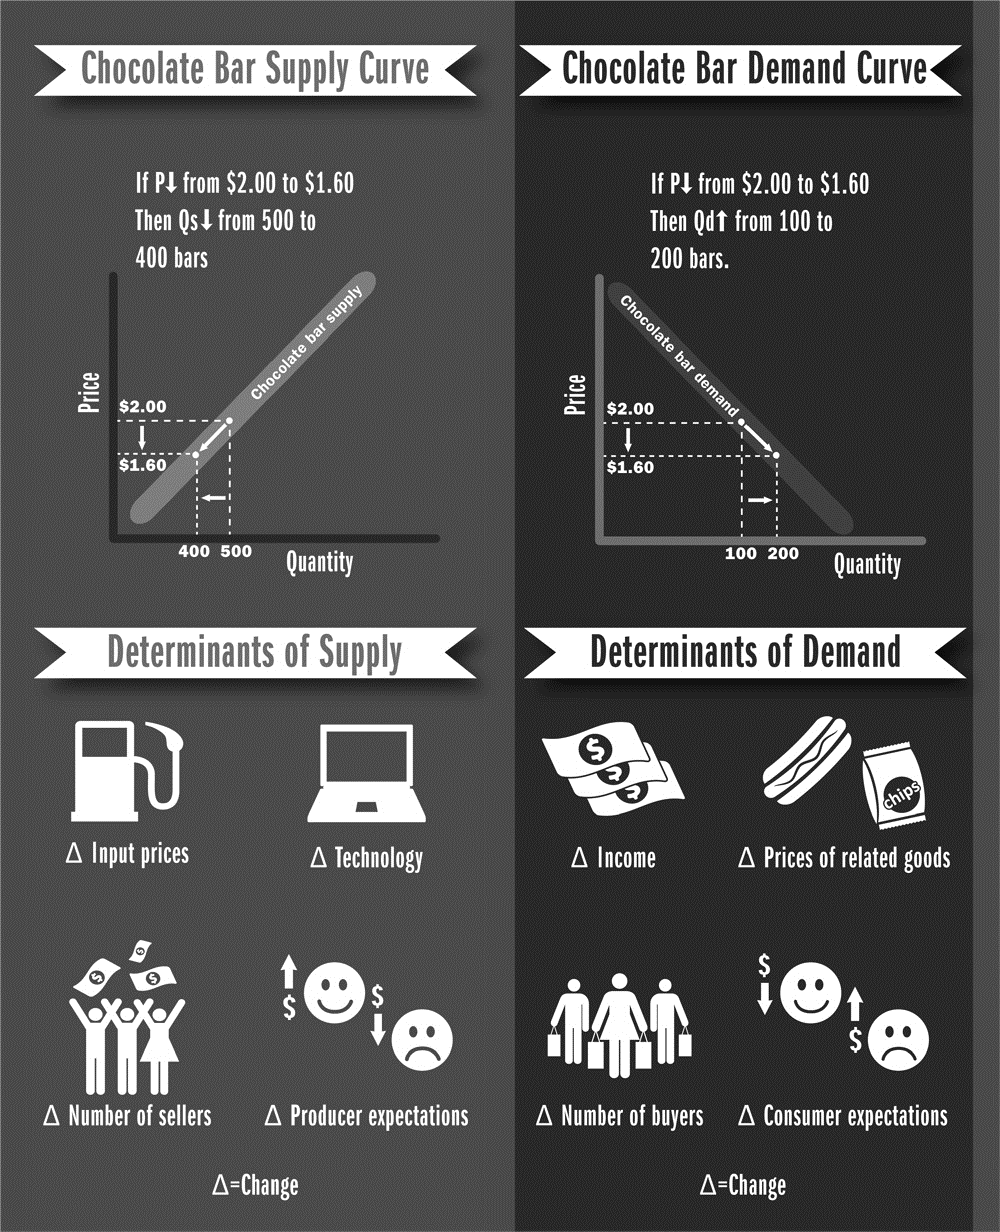 Chocolate Bar Supply Curve
If P⬇ from $2.00 to $1.60
Then Qs⬇ from 500 to
400 bars
Chocolate bar supply
Price
$2.00
$1.60
400 500
Quantity
Chocolate Bar Demand Curve
If P⬇ from $2.00 to $1.60
Then Qd⬆ from 100 to
200 bars.
Chocolate bar demand
Price
$2.00
$1.60
100 200
Quantity
Determinants of Supply
Δ Input prices
Δ Technology
$ $ $
$ $
Δ Number of sellers
Δ Producer expectations
Δ=Change
Determinants of Demand
$ $ $
chips
Δ Income
Δ Prices of related goods
$ $
Δ Number of buyers
Δ Consumer expectations
Δ=Change